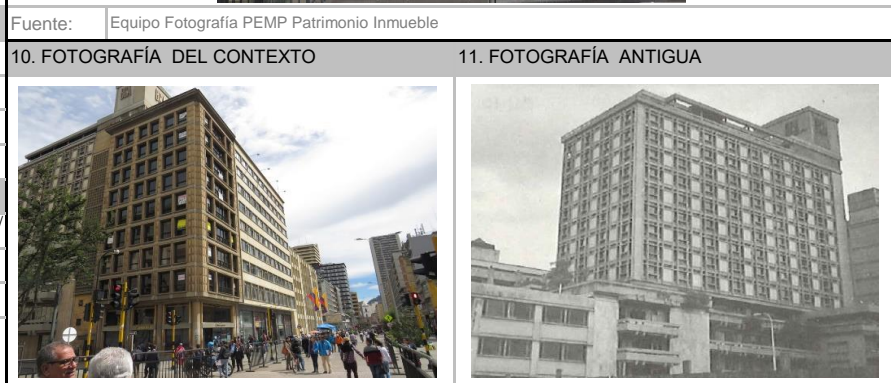 Fuente: Equipo Fotografía PEMP Patrimonio Inmueble
10. FOTOGRAFÍA DEL CONTEXTO
11. FOTOGRAFÍA ANTIGUA